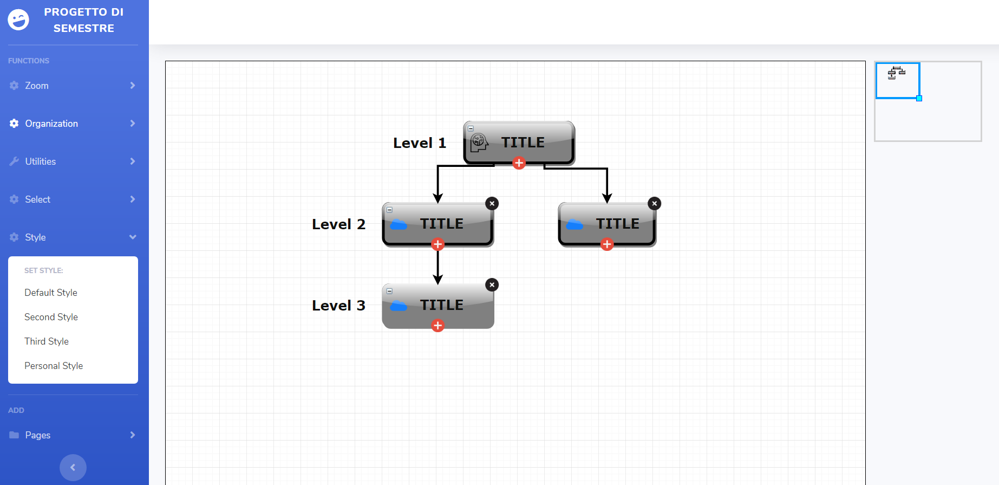 PROGETTO DI
SEMESTRE
FUNCTIONS
Zoom
Organization
Utilities
Select
Style
SET STYLE:
Default Style
Second Style
Third Style
Personal Style
ADD
Pages
Level 1
TITLE
Level 2
TITLE
TITLE
Level 3
TITLE